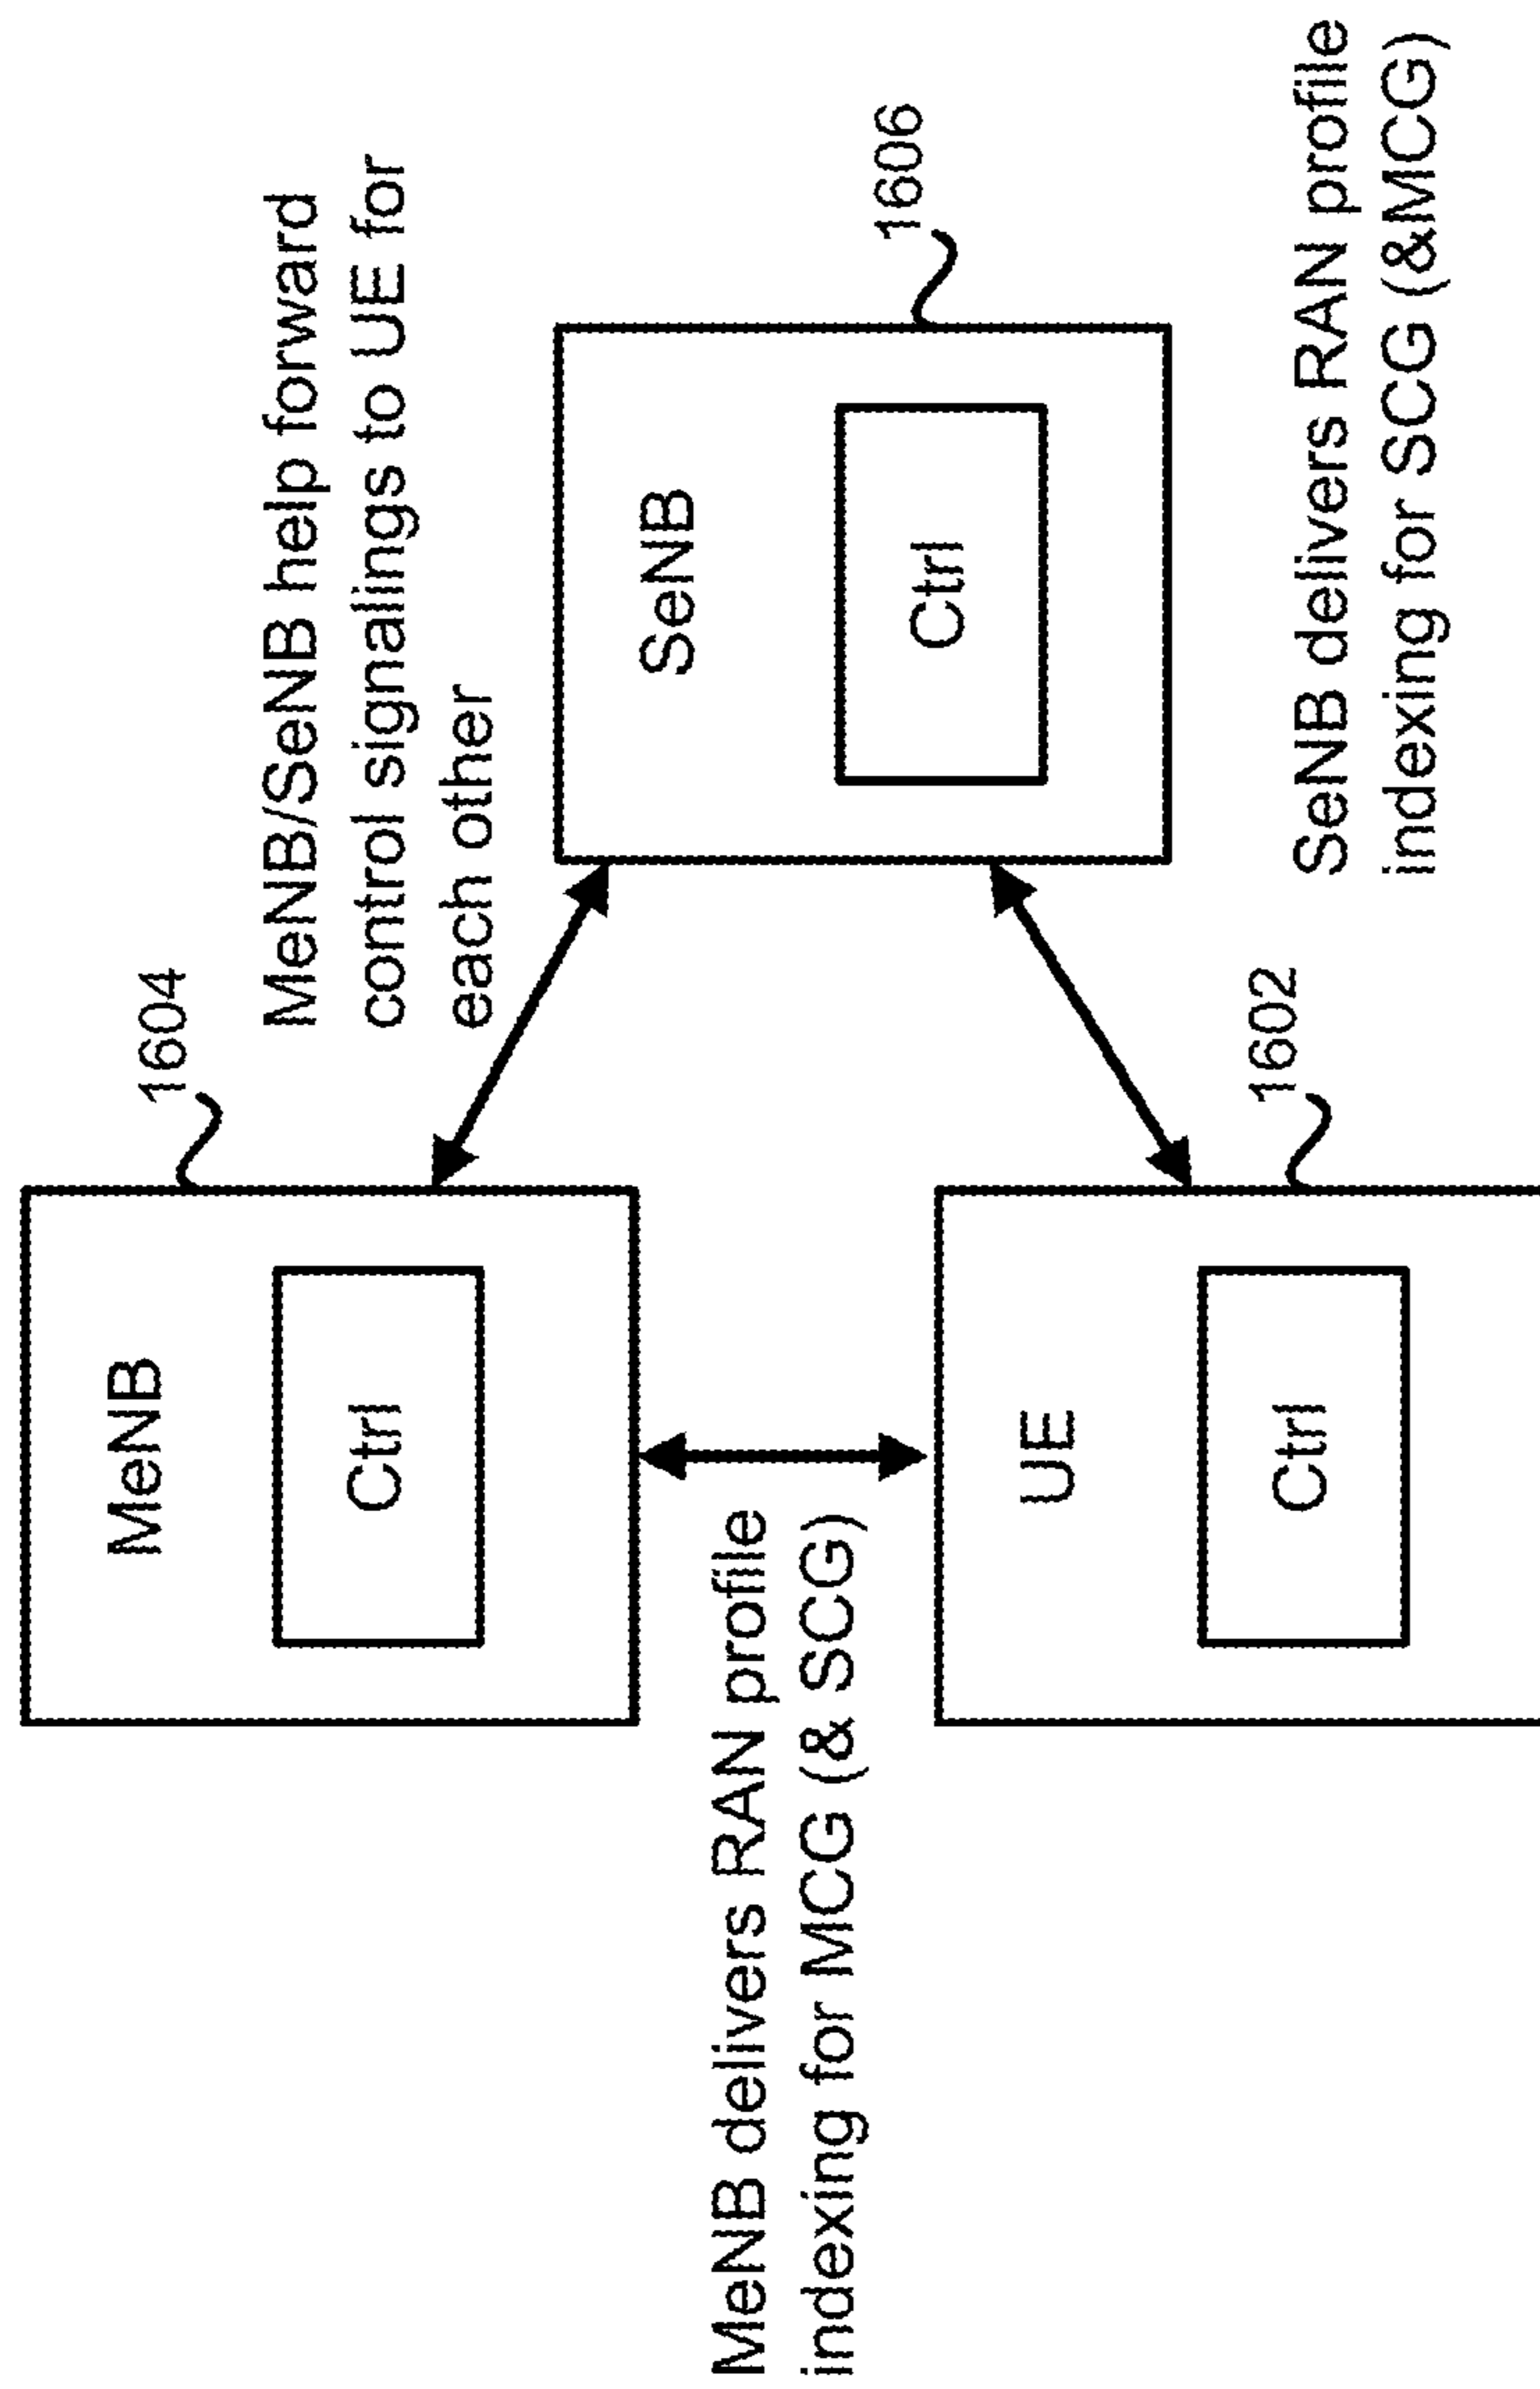 MeNB
Ctrl
1604
MeNB/SeNB help forward
control signalings to UE for
each other
SeNB
Ctrl
1606
MeNB delivers RAN profile
indexing for MCG (& SCG)
UE
Ctrl
1602
SeNB delivers RAN profile
indexing for SCG (&MCG)